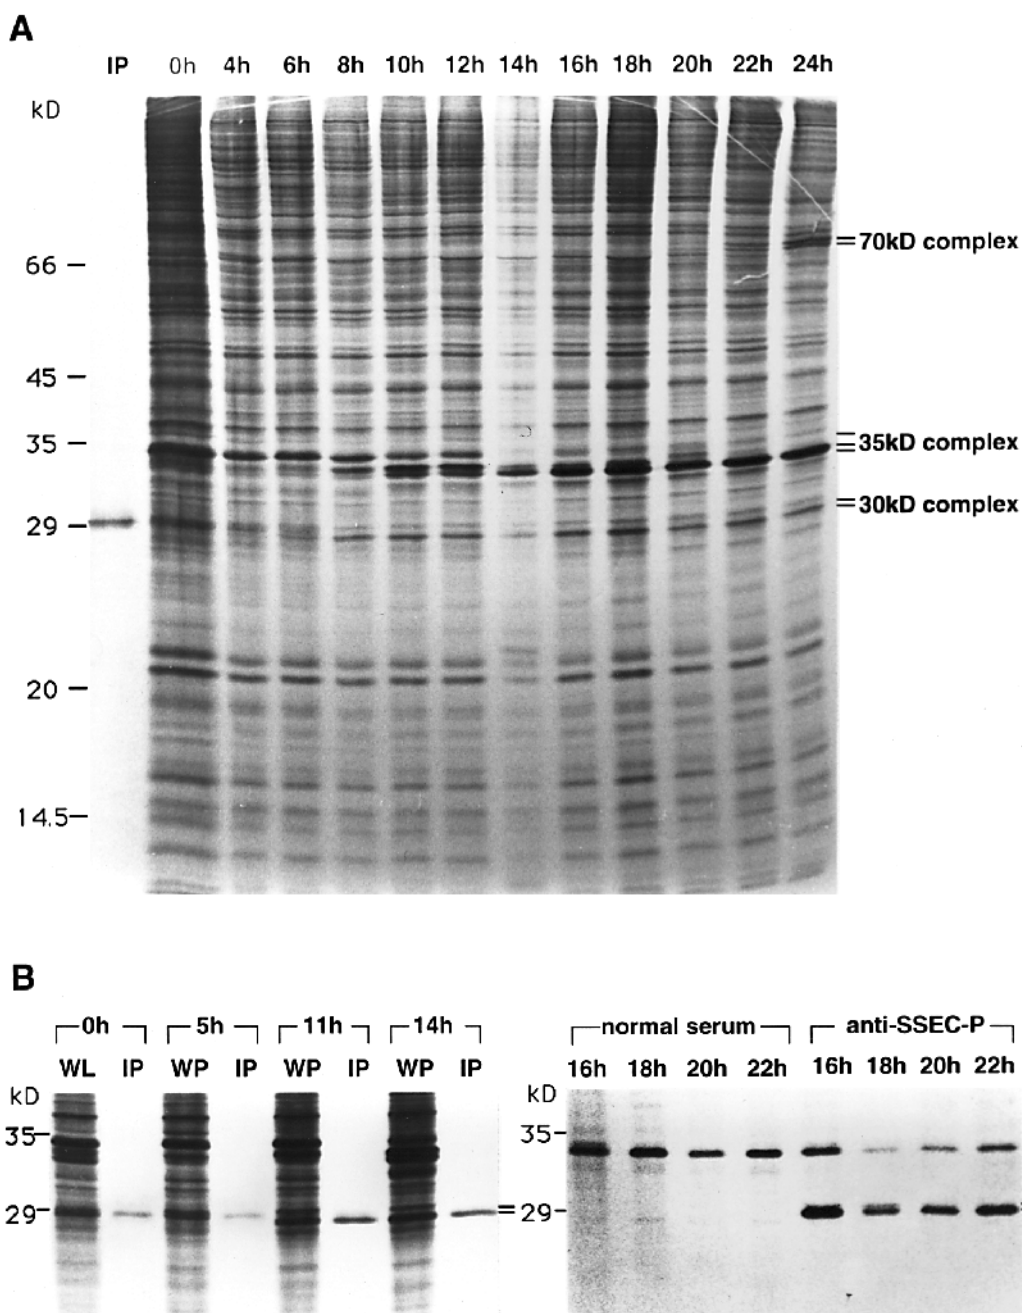 A
IP 0h 4h 6h 8h 10h 12h 14h 16h 18h 20h 22h 24h
kD
70kD complex
66
45
35
35kD complex
30kD complex
29
20
14.5
B
0h 5h 11h 14h normal serum anti-SSEC-P
WL IP WP IP WP IP WP IP 16h 18h 20h 22h 16h 18h 20h 22h
kD kD
35 35
29 29